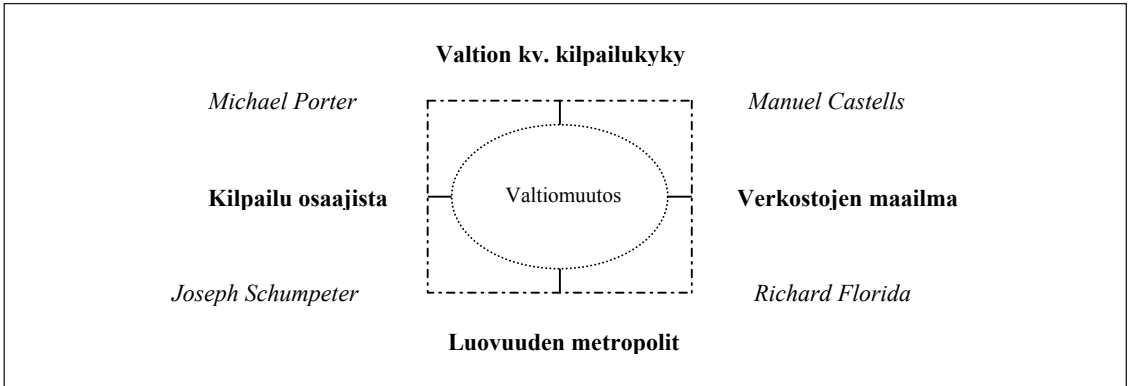 Valtion kv. kilpailukyky
Michael Porter
Manuel Castells
Kilpailu osaajista
Valtiomuutos
Verkostojen maailma
Joseph Schumpeter
Richard Florida
Luovuuden metropolit